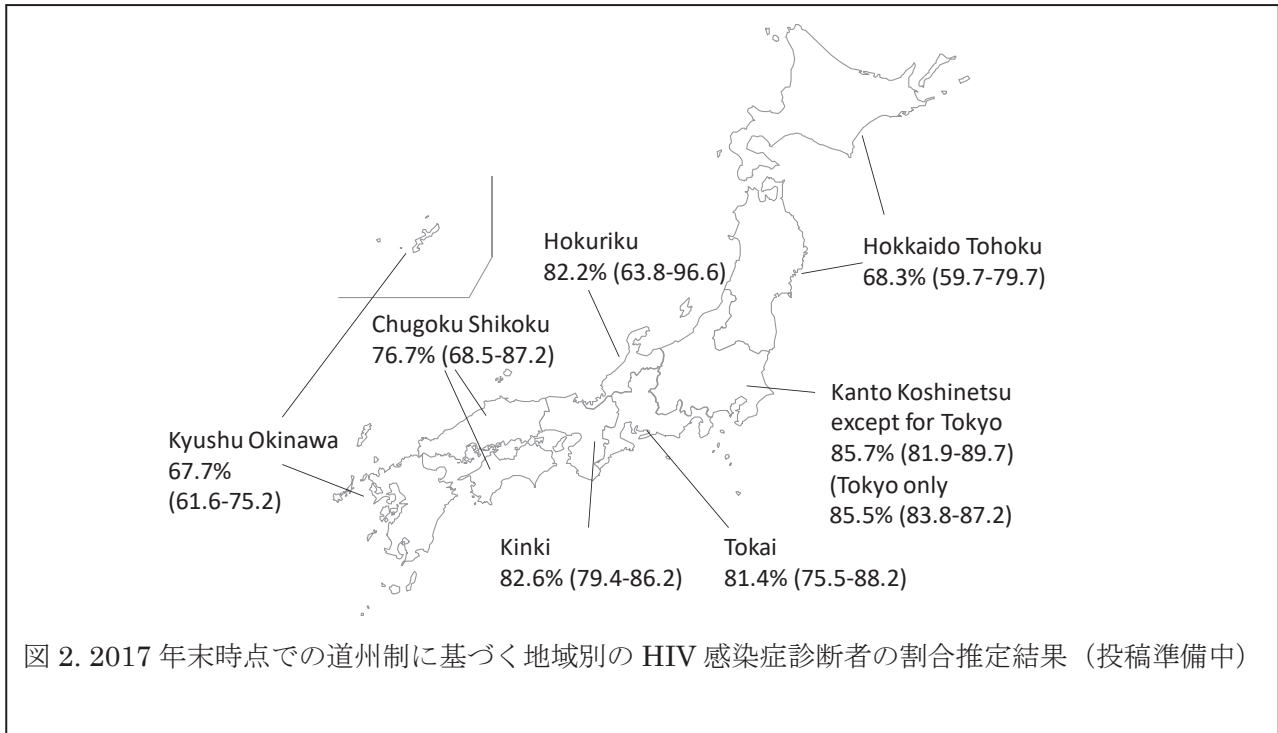 Hokuriku
82.2% (63.8-96.6)
Hokkaido Tohoku
68.3% (59.7-79.7)
Chugoku Shikoku
76.7% (68.5-87.2)
Kanto Koshinetsu
except for Tokyo
85.7% (81.9-89.7)
(Tokyo only
85.5% (83.8-87.2)
Kyushu Okinawa
67.7%
(61.6-75.2)
Kinki
82.6% (79.4-86.2)
Tokai
81.4% (75.5-88.2)
図 2. 2017 年末時点での道州制に基づく地域別の HIV 感染症診断者の割合推定結果（投稿準備中）